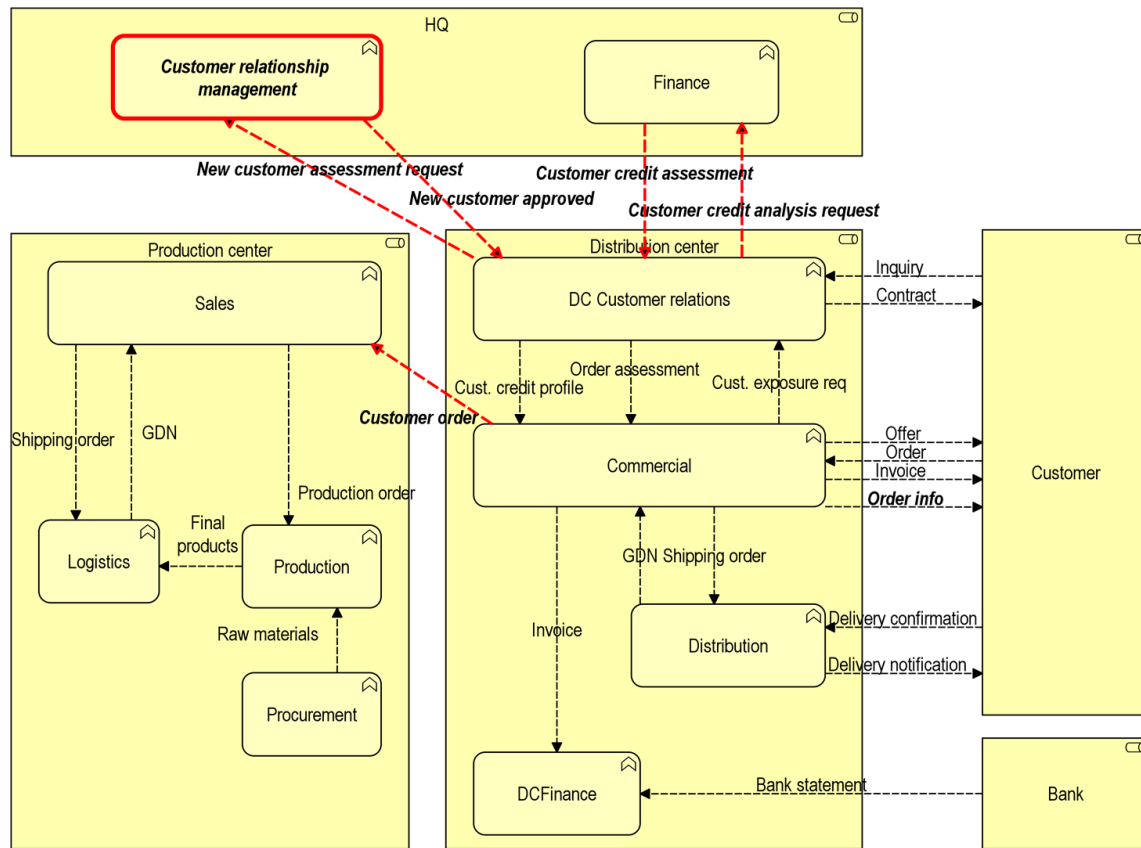 HQ
Customer relationship
management
Finance
New customer assessment request
Customer credit assessment
New customer approved
Customer credit analysis request
Production center
Distribution center
Sales
DC Customer relations
Inquiry
Contract
Order assessment
Cust. credit profile
Cust. exposure req
Customer order
Shipping order
GDN
Commercial
Offer
Order
Invoice
Order info
Customer
Production order
Final
products
Logistics
Production
GDN
Shipping order
Raw materials
Invoice
Distribution
Delivery confirmation
Delivery notification
Procurement
DCFinance
Bank statement
Bank